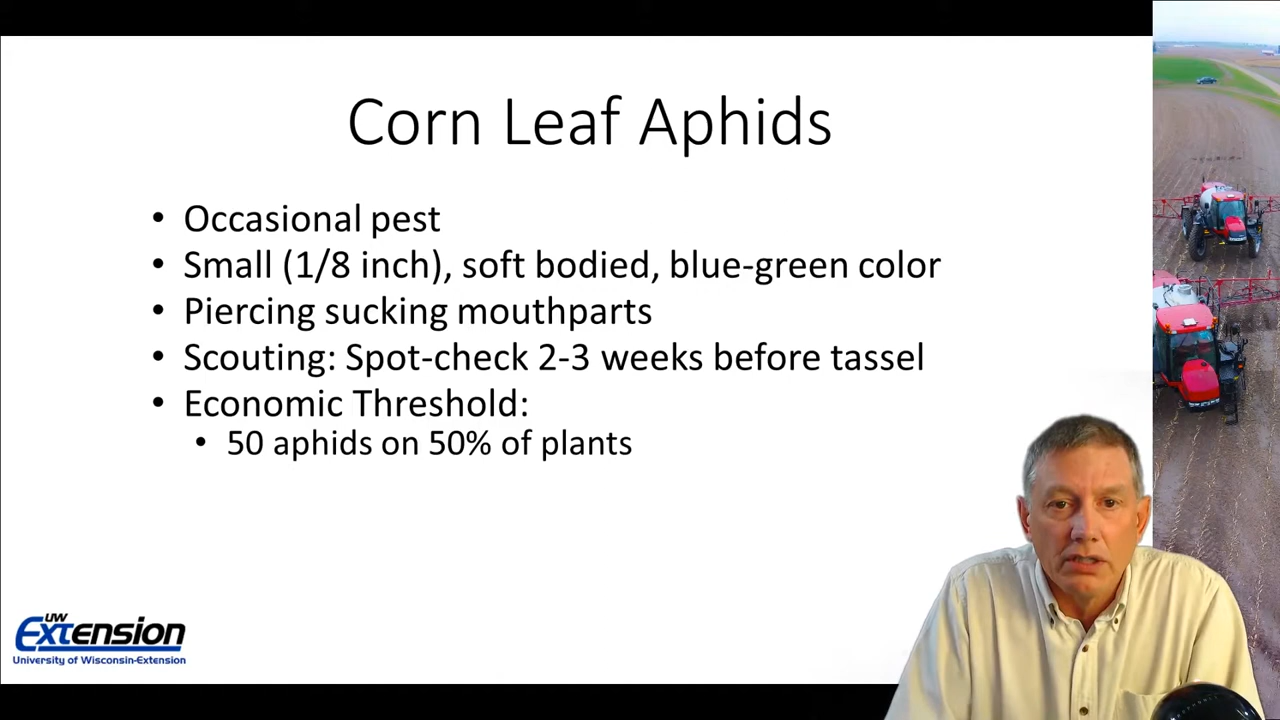 Corn Leaf Aphids
• Occasional pest
• Small (1/8 inch), soft bodied, blue-green color
• Piercing sucking mouthparts
• Scouting: Spot-check 2-3 weeks before tassel
• Economic Threshold:
• 50 aphids on 50% of plants
UW
Extension
University of Wisconsin-Extension